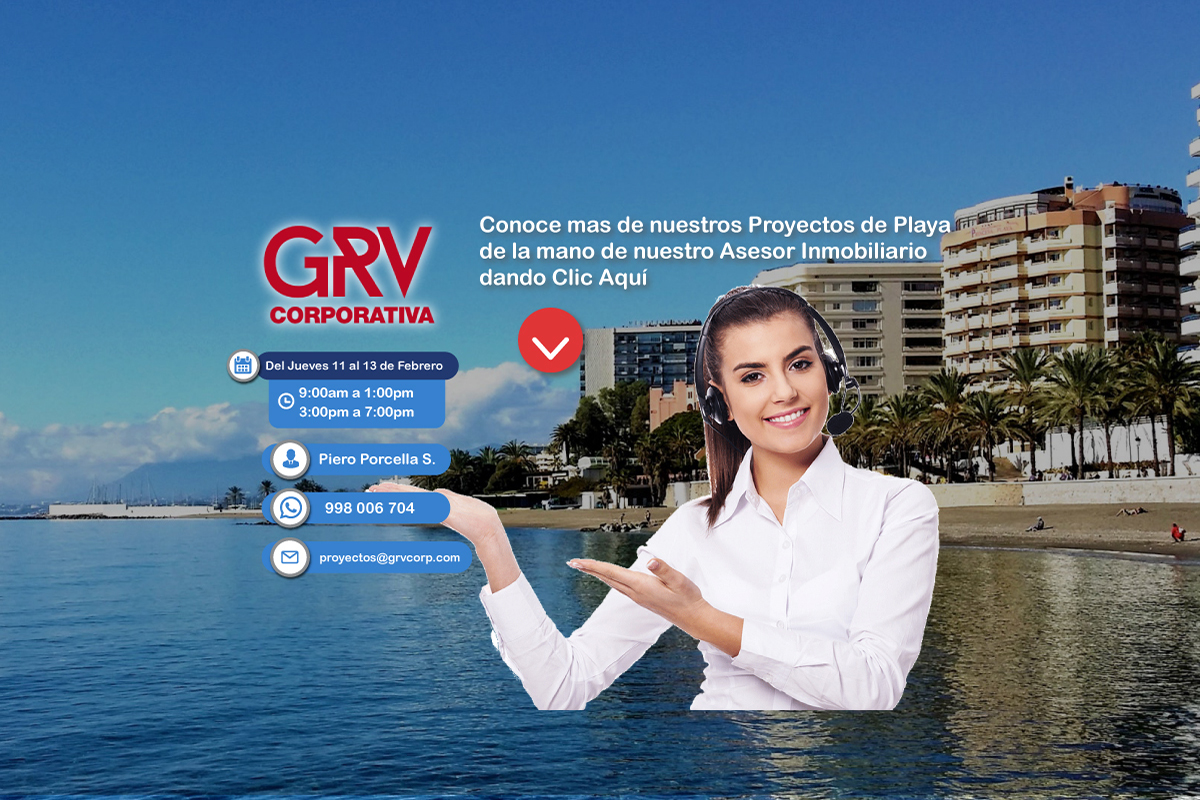 GRV
CORPORATIVA
Conoce mas de nuestros Proyectos de Playa
de la mano de nuestro Asesor Inmobiliario
dando Clic Aquí
Del Jueves 11 al 13 de Febrero
9:00am a 1:00pm
3:00pm a 7:00pm
Piero Porcella S.
998 006 704
proyectos@grvcorp.com